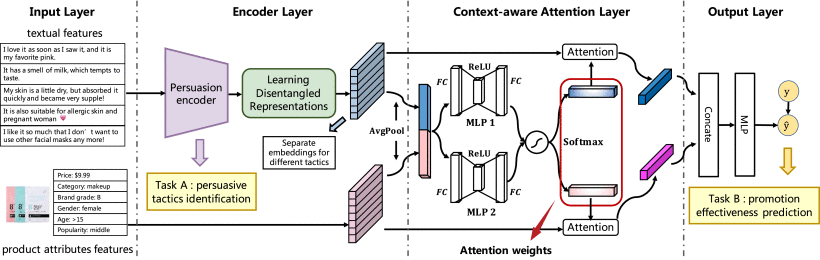 Input Layer
Encoder Layer
Context-aware Attention Layer
Output Layer
textual features
I love it as soon as I saw it, and it is
my favorite pink.
It has a smell of milk, which tempts to
taste.
My skin is a little dry, but absorbed it
quickly and became very supple!
It is also suitable for allergic skin and
pregnant woman
I like it so much that I don' t want to
use other facial masks any more!
Price: $9.99
Category: makeup
Brand grade: B
Gender: female
Age: >15
Popularity: middle
product attributes features
Persuasion
encoder
Learning
Disentangled
Representations
Separate
embeddings for
different tactics
Task A : persuasive
tactics identification
AvgPool
FC
ReLU
FC
MLP 1
FC
ReLU
FC
MLP 2
Attention
Softmax
Attention
Attention weights
Concate
MLP
y
ŷ
Task B : promotion
effectiveness prediction